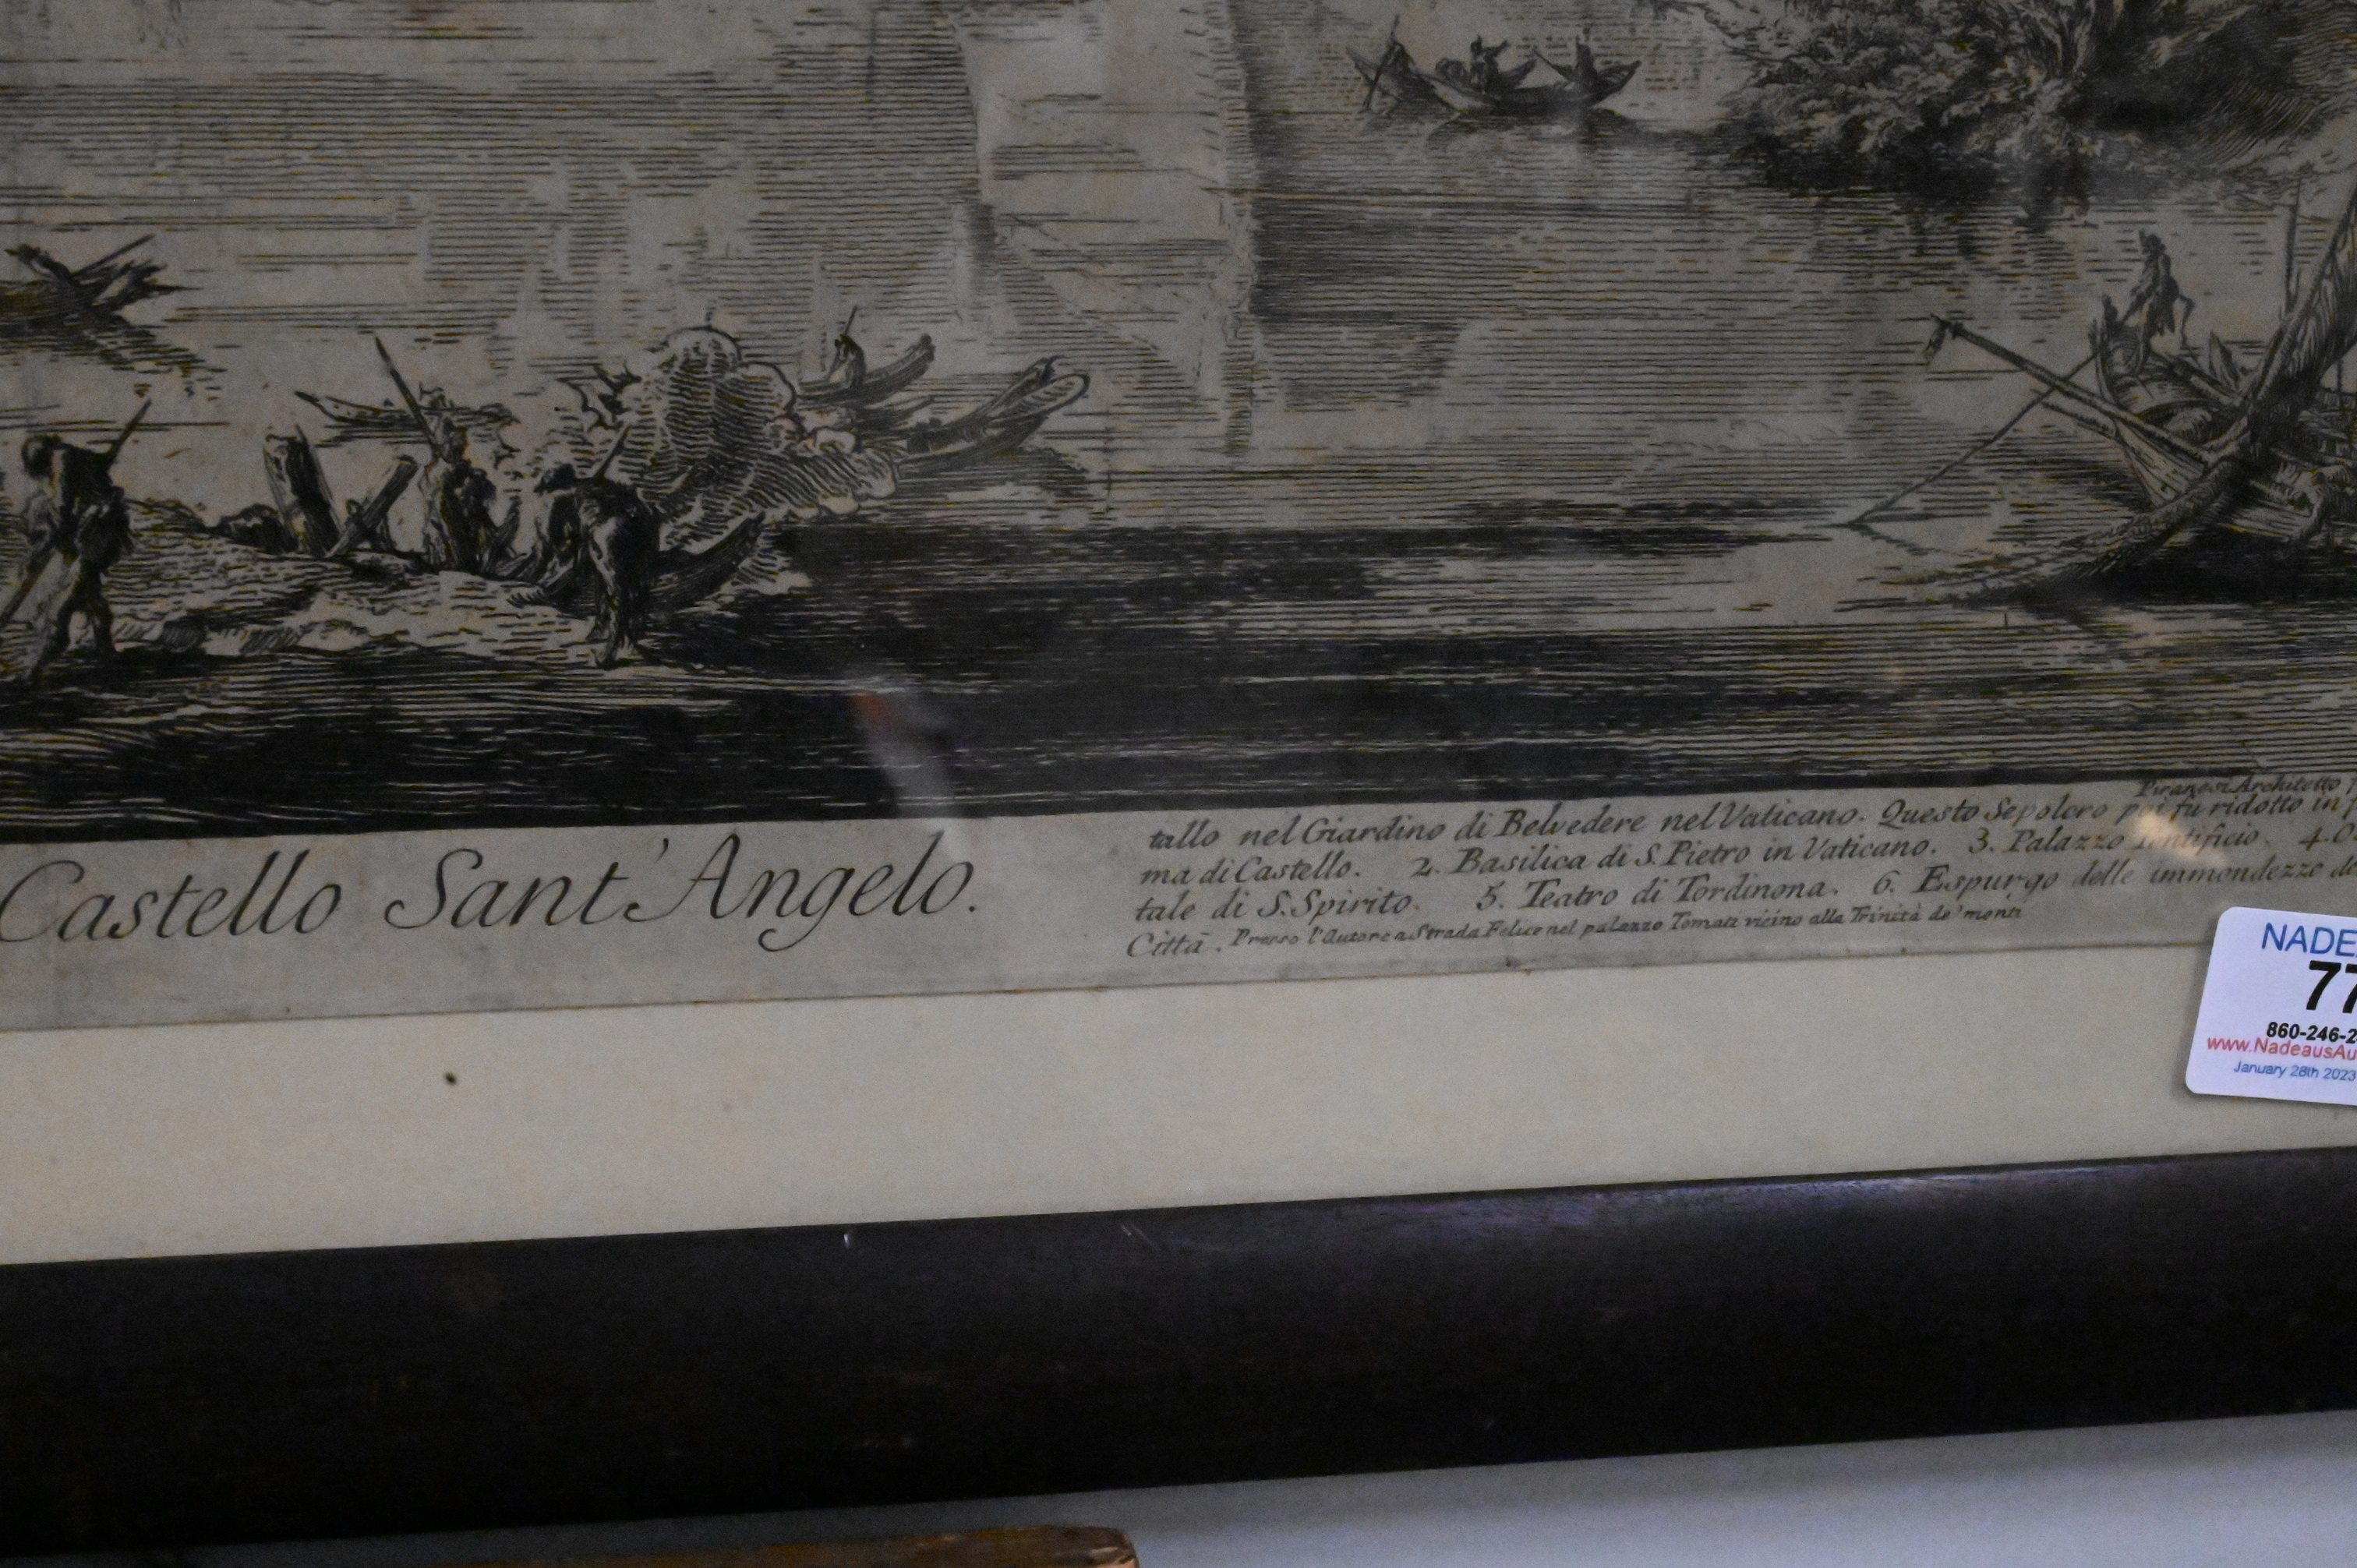 Castello Sant'Angelo.
Piranesi Architetto
tallo nel Giardino di Belvedere nel Vaticano. Questo Sepolcro poi fu ridotto in
ma di Castello. 2. Basilica di S. Pietro in Vaticano. 3. Palazzo Pontificio. 4.
tale di S. Spirito. 5. Teatro di Tordinona. 6. Espurgo delle immondezze
Città. Presso l'Autore a Strada Felice nel palazzo Tomati vicino alla Trinità de' monti
NADE
77
860-246-2
www.NadeausAu
January 28th 2023